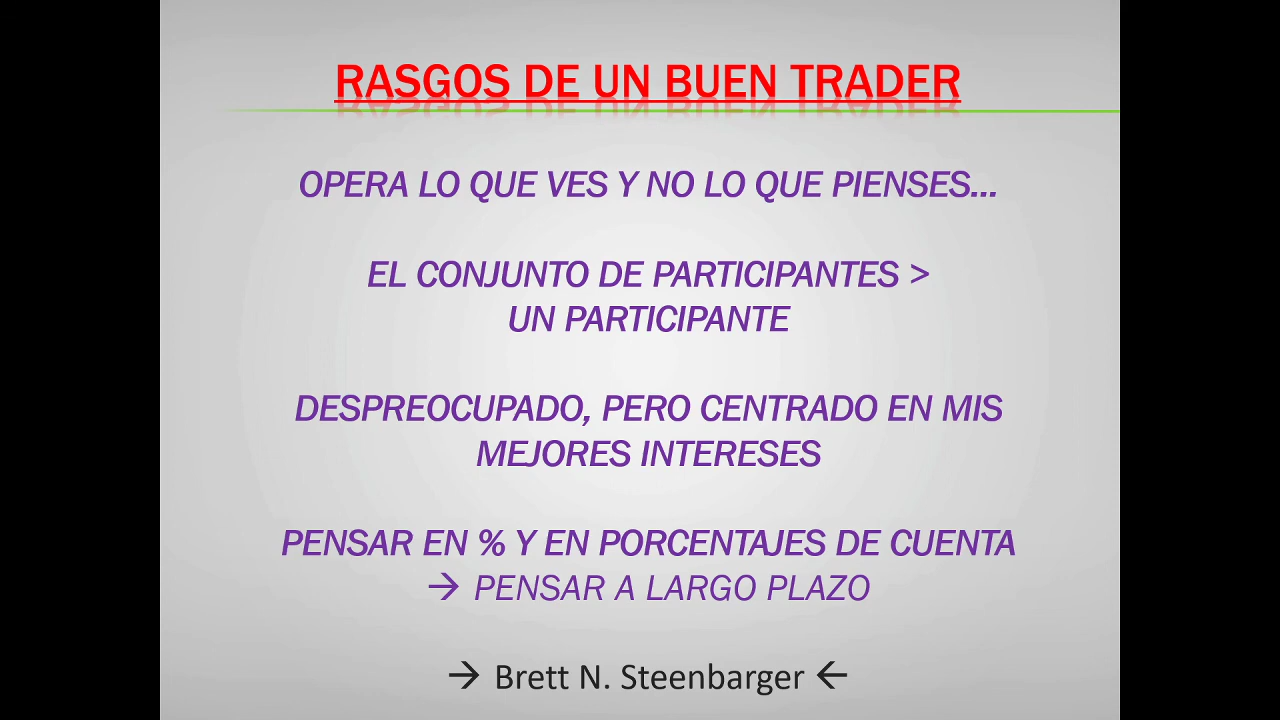 RASGOS DE UN BUEN TRADER
OPERA LO QUE VES Y NO LO QUE PIENSES...
EL CONJUNTO DE PARTICIPANTES >
UN PARTICIPANTE
DESPREOCUPADO, PERO CENTRADO EN MIS
MEJORES INTERESES
PENSAR EN % Y EN PORCENTAJES DE CUENTA
→ PENSAR A LARGO PLAZO
→ Brett N. Steenbarger ←